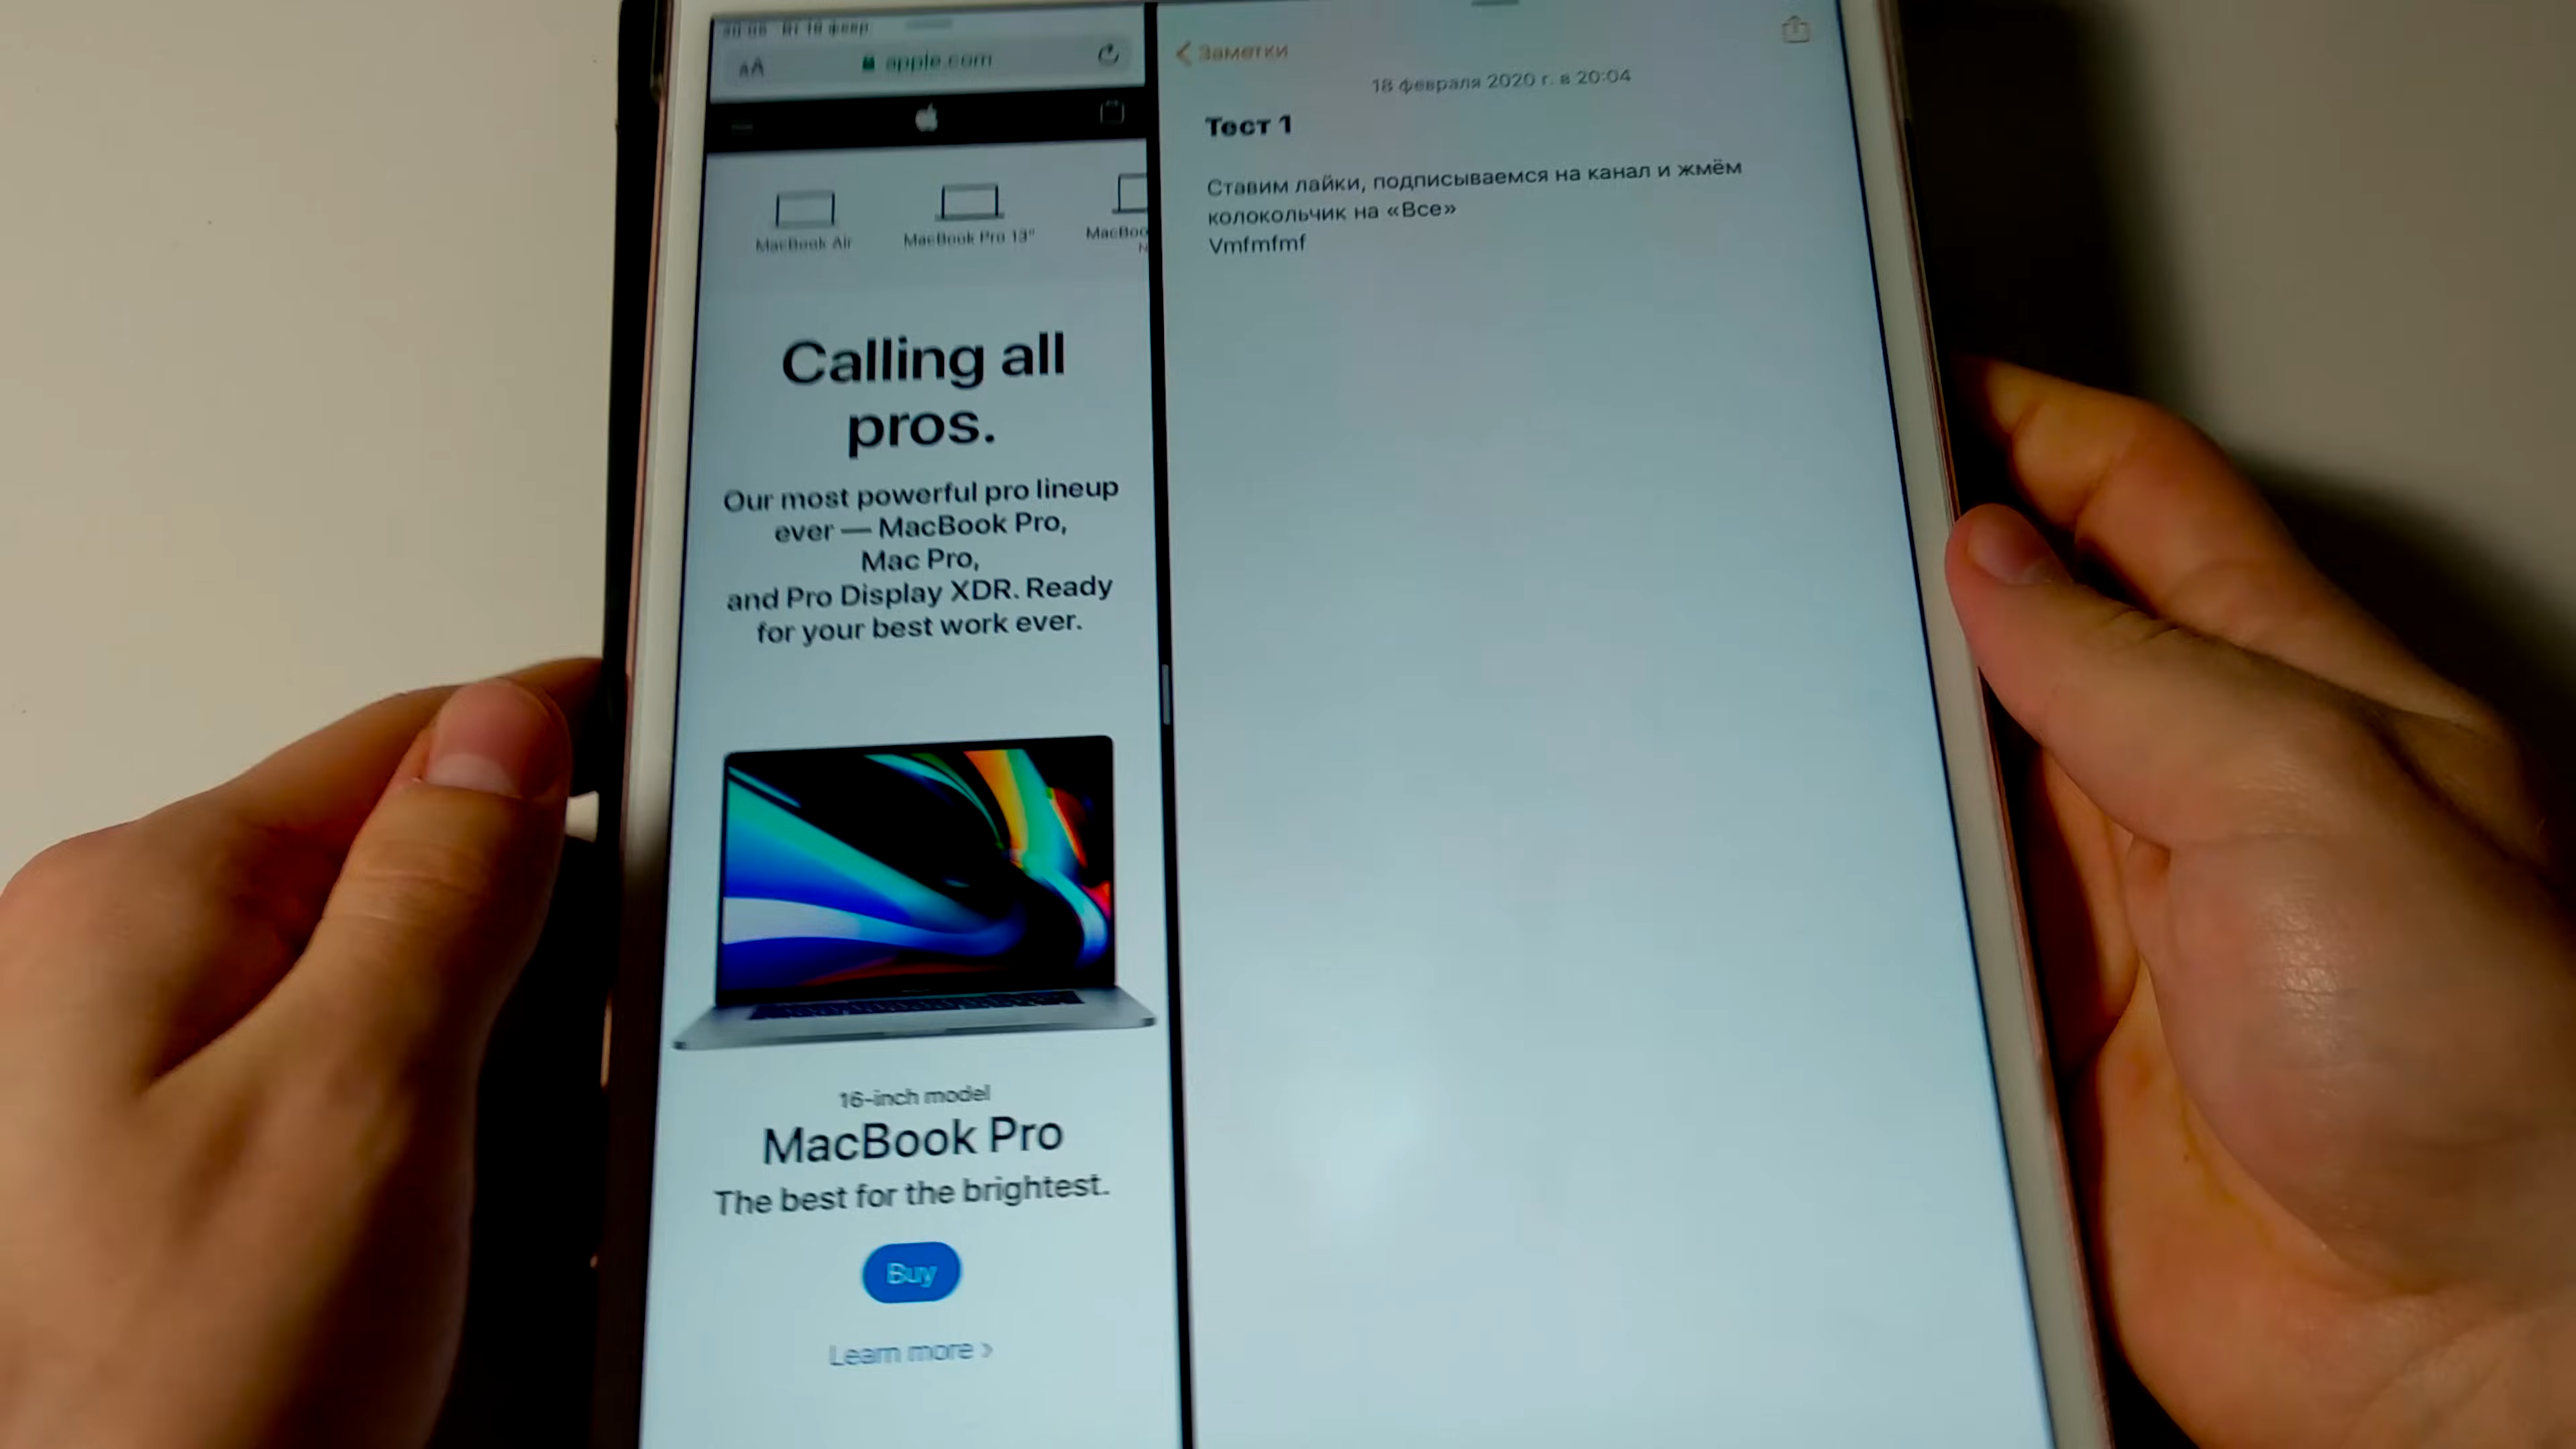 apple.com
MacBook Air
MacBook Pro 13"
MacBoo
Calling all
pros.
Our most powerful pro lineup
ever — MacBook Pro,
Mac Pro,
and Pro Display XDR. Ready
for your best work ever.
16-inch model
MacBook Pro
The best for the brightest.
Buy
Learn more >
Заметки
18 февраля 2020 г. в 20:04
Тест 1
Ставим лайки, подписываемся на канал и жмём
колокольчик на «Все»
Vmfmfmf